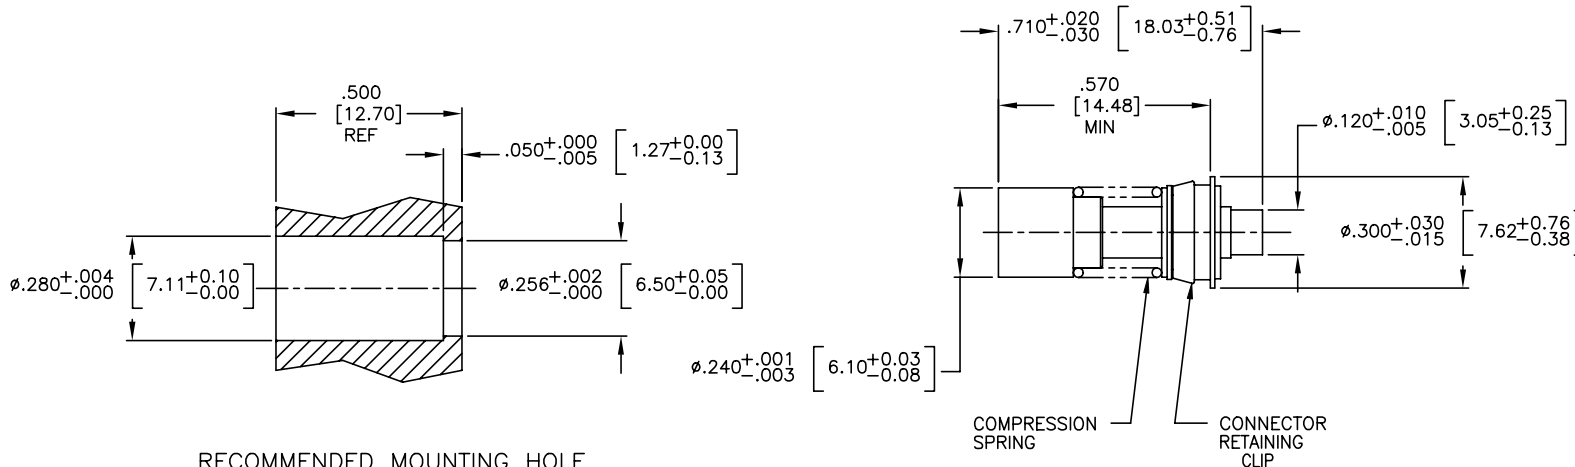 .500
[12.70]
REF
.050+.000
-.005 [1.27+0.00
-0.13]
ø.280+.004
-.000 [7.11+0.10
-0.00]
ø.256+.002
-.000 [6.50+0.05
-0.00]
RECOMMENDED MOUNTING HOLE
.710+.020
-.030 [18.03+0.51
-0.76]
.570
[14.48]
MIN
ø.120+.010
-.005 [3.05+0.25
-0.13]
ø.300+.030
-.015 [7.62+0.76
-0.38]
ø.240+.001
-.003 [6.10+0.03
-0.08]
COMPRESSION
SPRING
CONNECTOR
RETAINING
CLIP